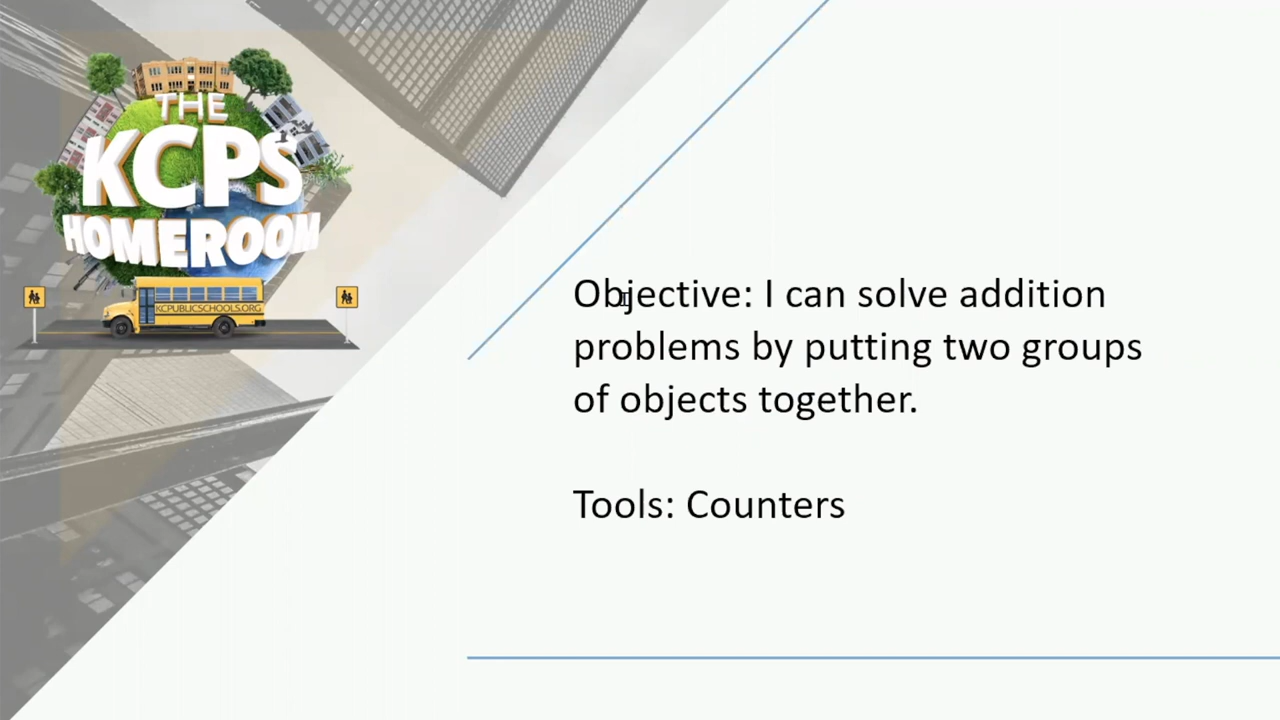 THE
KCPS
HOMEROOM
KCPUBLICSCHOOLS.ORG
Objective: I can solve addition
problems by putting two groups
of objects together.
Tools: Counters